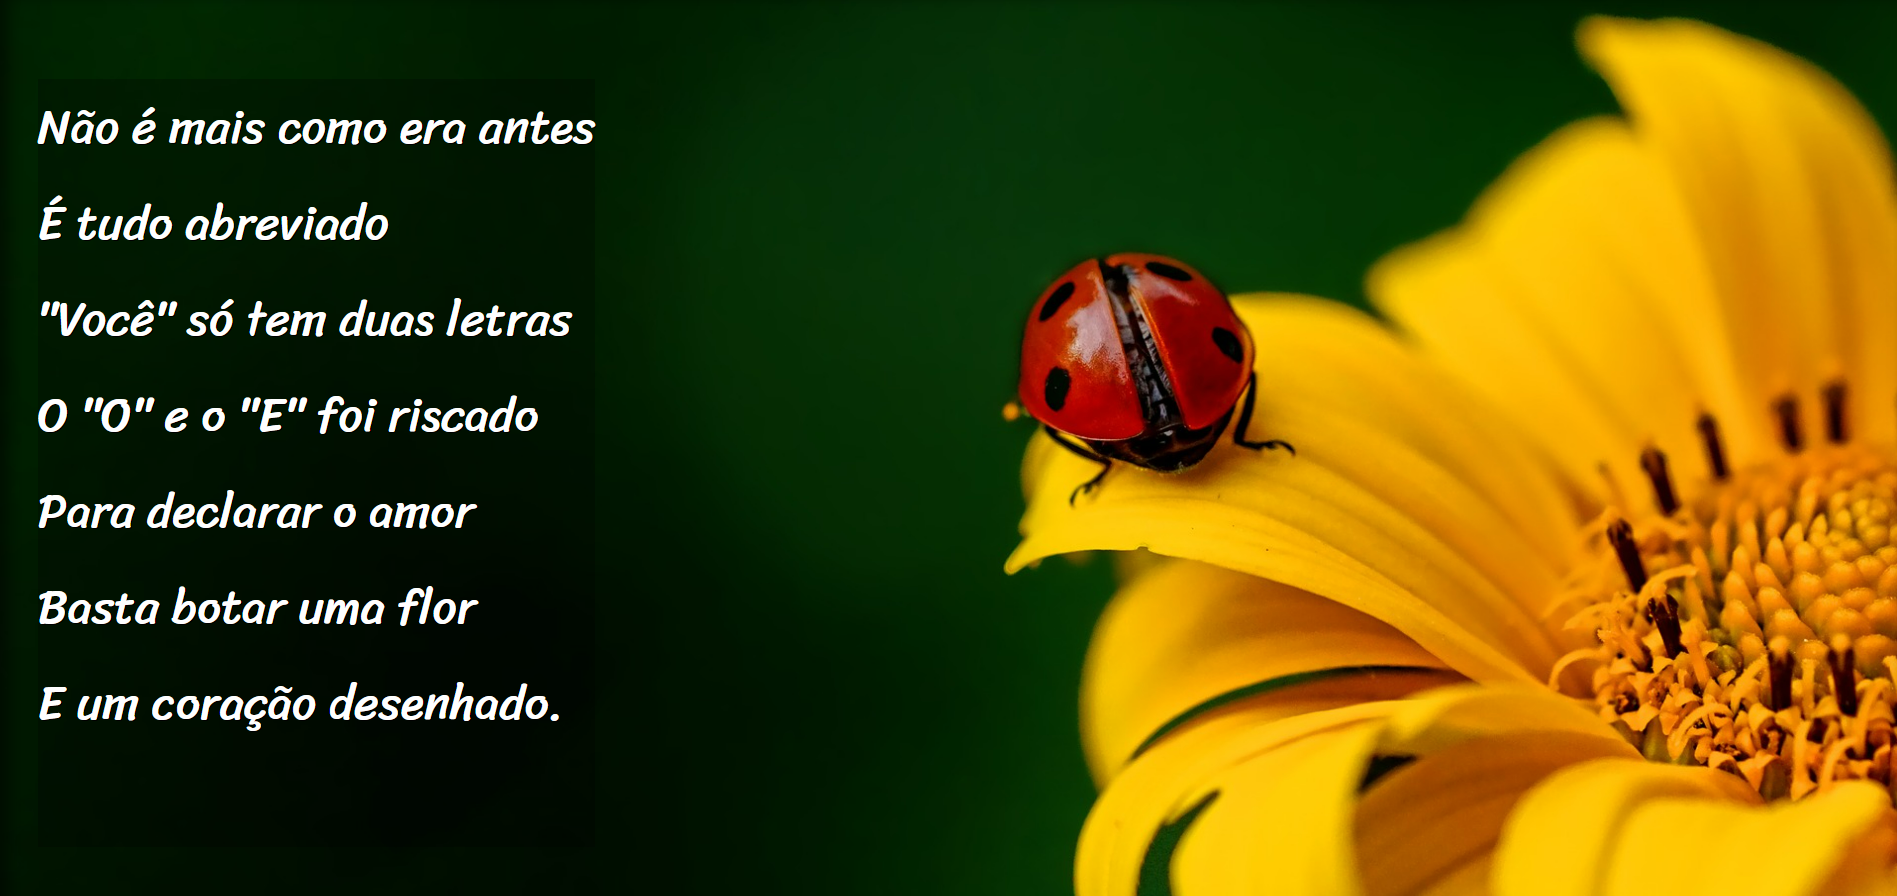 Não é mais como era antes
É tudo abreviado
"Você" só tem duas letras
O "O" e o "E" foi riscado
Para declarar o amor
Basta botar uma flor
E um coração desenhado.